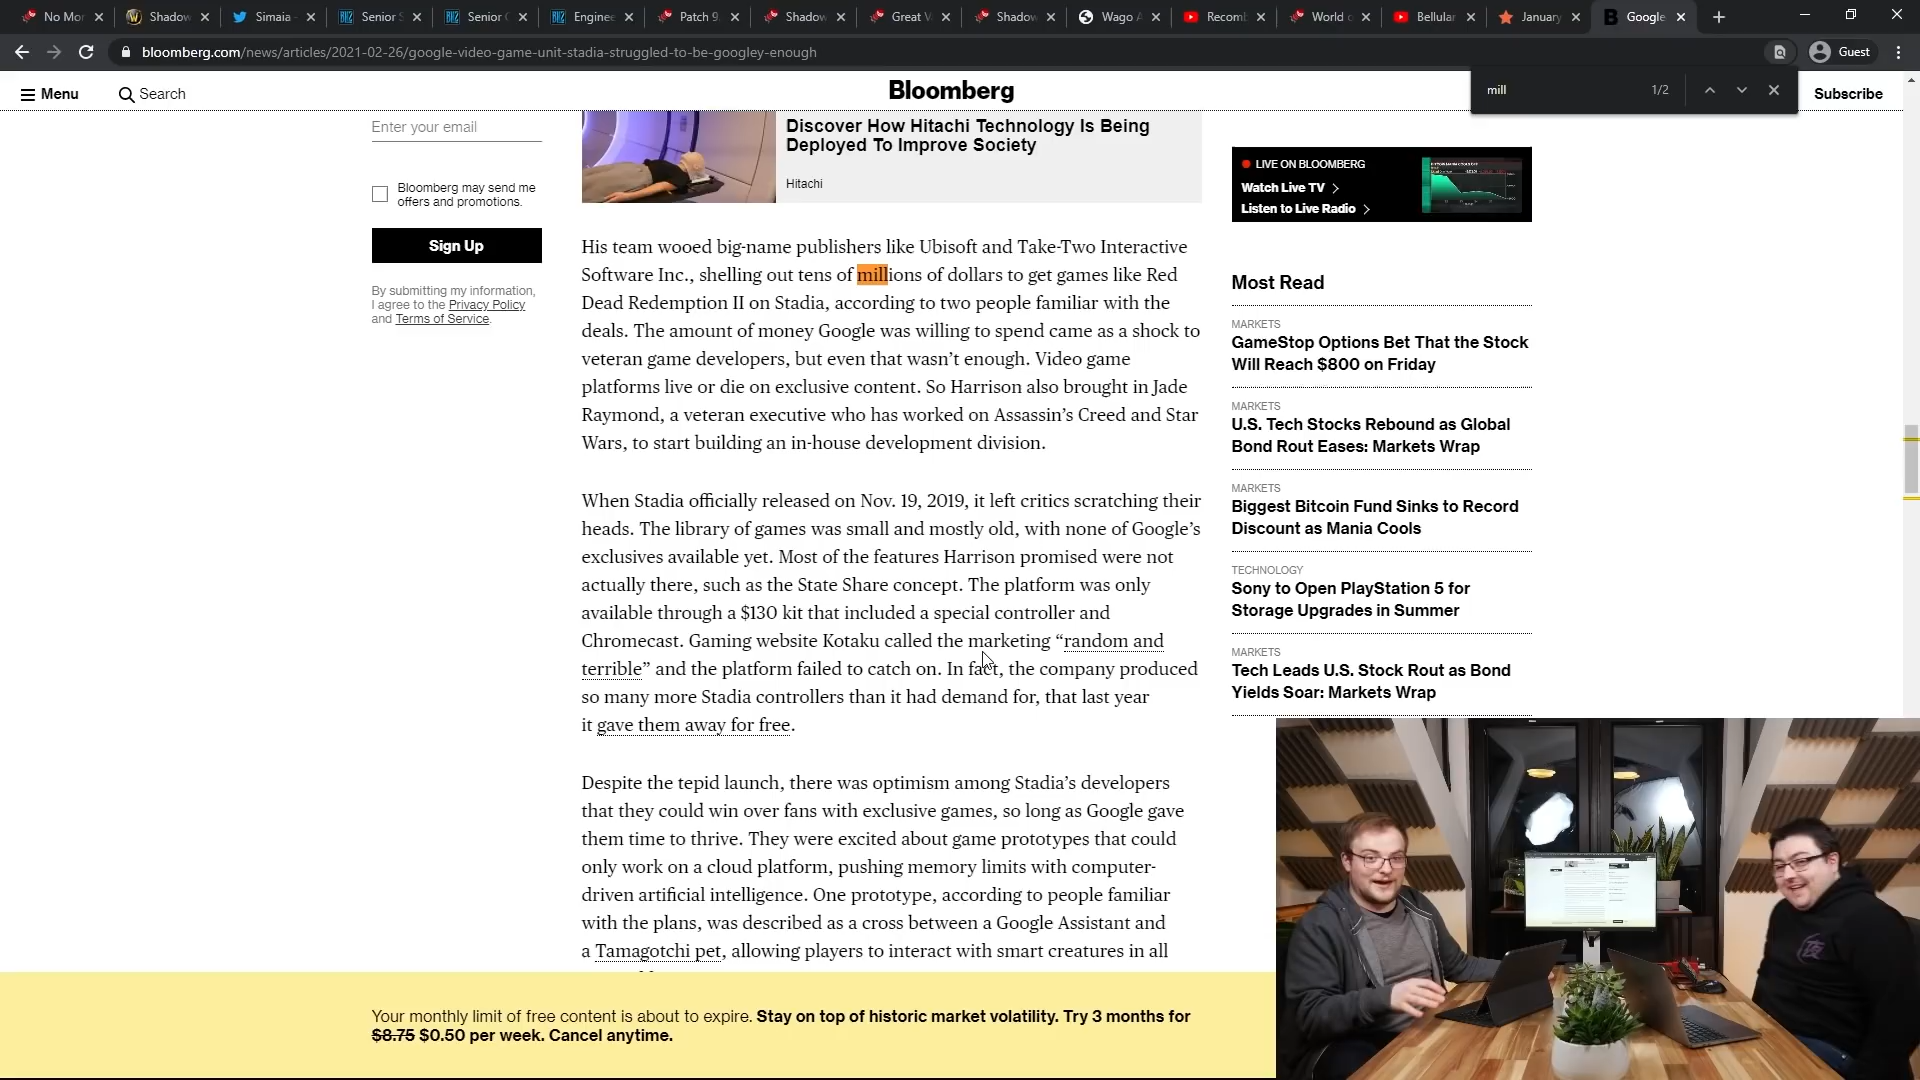 No Mor
Shadow
Simaia -
Senior S
Senior G
Enginee
Patch 9.
Shadow
Great V
Shadow
Wago A
Recomb
World o
Bellular
January
Google
bloomberg.com/news/articles/2021-02-26/google-video-game-unit-stadia-struggled-to-be-googley-enough
Guest
Menu
Search
Bloomberg
mill
1/2
Subscribe
Enter your email
Bloomberg may send me
offers and promotions.
Sign Up
By submitting my information,
I agree to the Privacy Policy
and Terms of Service.
Discover How Hitachi Technology Is Being
Deployed To Improve Society
Hitachi
His team wooed big-name publishers like Ubisoft and Take-Two Interactive
Software Inc., shelling out tens of millions of dollars to get games like Red
Dead Redemption II on Stadia, according to two people familiar with the
deals. The amount of money Google was willing to spend came as a shock to
veteran game developers, but even that wasn’t enough. Video game
platforms live or die on exclusive content. So Harrison also brought in Jade
Raymond, a veteran executive who has worked on Assassin’s Creed and Star
Wars, to start building an in-house development division.
When Stadia officially released on Nov. 19, 2019, it left critics scratching their
heads. The library of games was small and mostly old, with none of Google’s
exclusives available yet. Most of the features Harrison promised were not
actually there, such as the State Share concept. The platform was only
available through a $130 kit that included a special controller and
Chromecast. Gaming website Kotaku called the marketing “random and
terrible” and the platform failed to catch on. In fact, the company produced
so many more Stadia controllers than it had demand for, that last year
it gave them away for free.
Despite the tepid launch, there was optimism among Stadia’s developers
that they could win over fans with exclusive games, so long as Google gave
them time to thrive. They were excited about game prototypes that could
only work on a cloud platform, pushing memory limits with computer-
driven artificial intelligence. One prototype, according to people familiar
with the plans, was described as a cross between a Google Assistant and
a Tamagotchi pet, allowing players to interact with smart creatures in all
LIVE ON BLOOMBERG
Watch Live TV
Listen to Live Radio
Most Read
MARKETS
GameStop Options Bet That the Stock
Will Reach $800 on Friday
MARKETS
U.S. Tech Stocks Rebound as Global
Bond Rout Eases: Markets Wrap
MARKETS
Biggest Bitcoin Fund Sinks to Record
Discount as Mania Cools
TECHNOLOGY
Sony to Open PlayStation 5 for
Storage Upgrades in Summer
MARKETS
Tech Leads U.S. Stock Rout as Bond
Yields Soar: Markets Wrap
Your monthly limit of free content is about to expire. Stay on top of historic market volatility. Try 3 months for
$8.75 $0.50 per week. Cancel anytime.